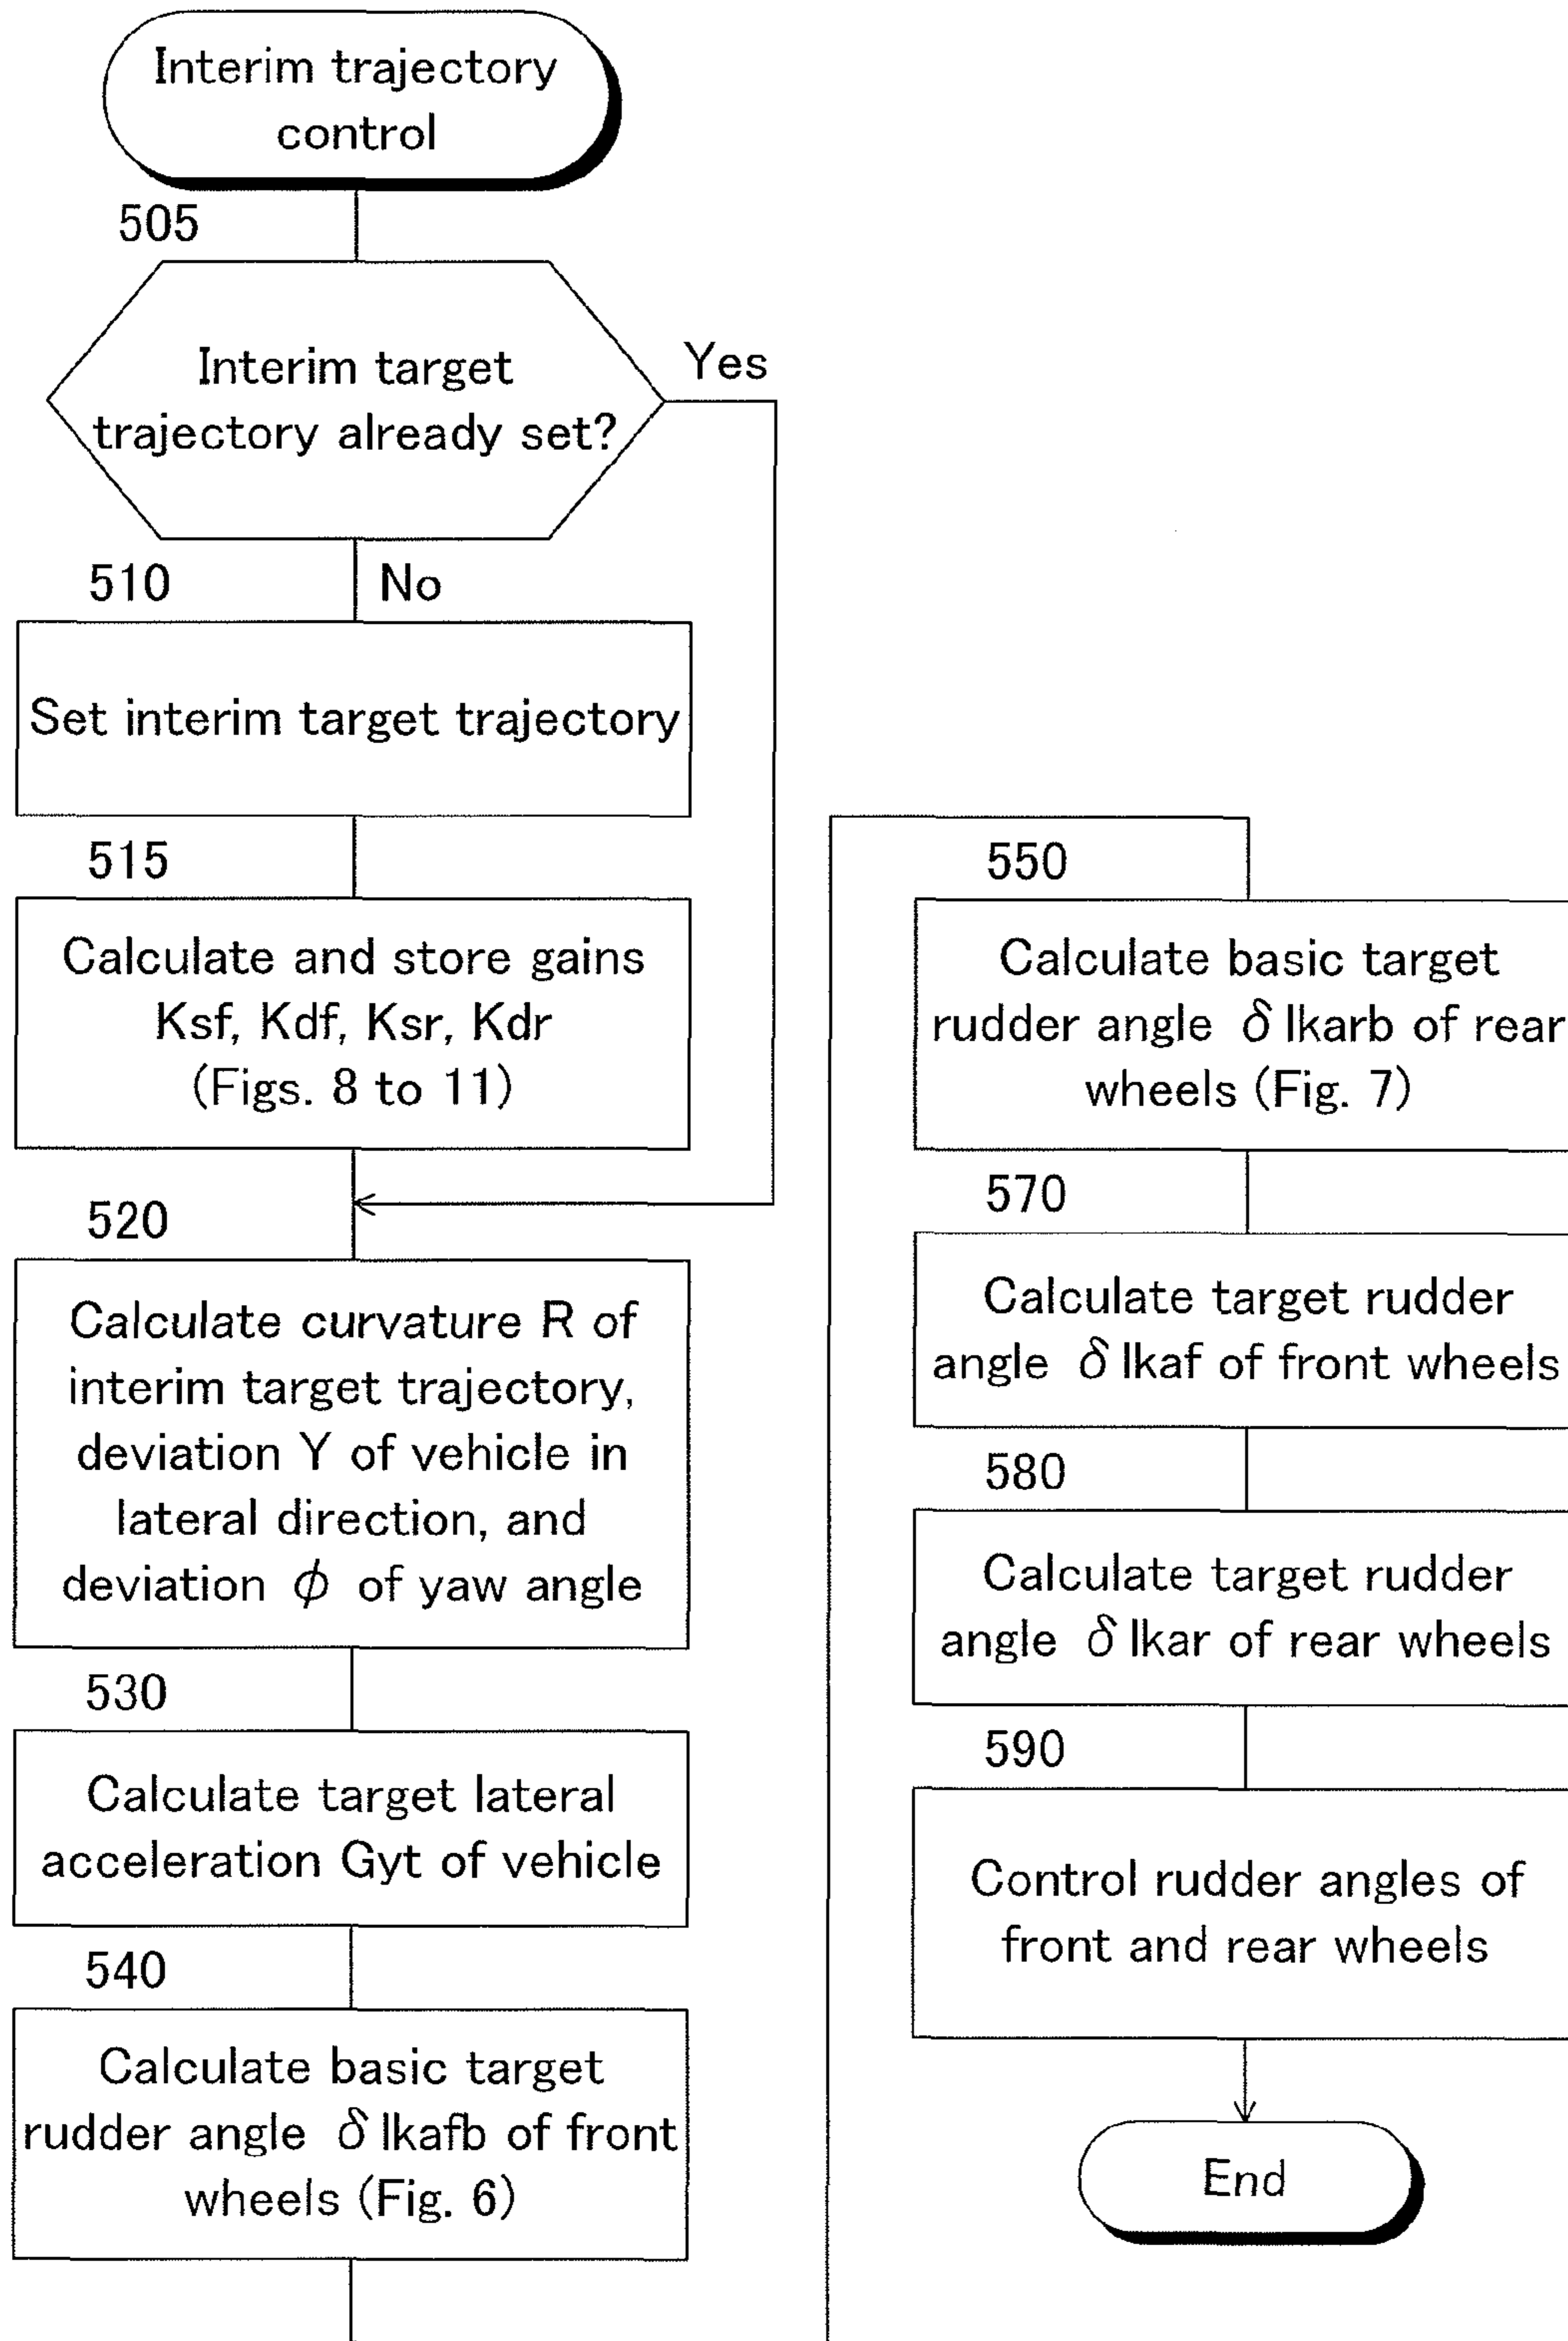 Interim trajectory
control
505
Interim target
trajectory already set?
Yes
510
No
Set interim target trajectory
515
Calculate and store gains
Ksf, Kdf, Ksr, Kdr
(Figs. 8 to 11)
520
Calculate curvature R of
interim target trajectory,
deviation Y of vehicle in
lateral direction, and
deviation ϕ of yaw angle
530
Calculate target lateral
acceleration Gyt of vehicle
540
Calculate basic target
rudder angle δ lkafb of front
wheels (Fig. 6)
550
Calculate basic target
rudder angle δ lkarb of rear
wheels (Fig. 7)
570
Calculate target rudder
angle δ lkaf of front wheels
580
Calculate target rudder
angle δ lkar of rear wheels
590
Control rudder angles of
front and rear wheels
End